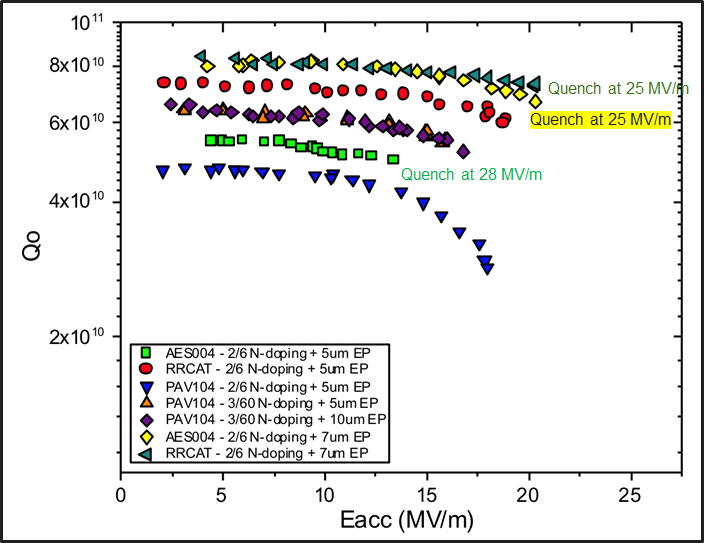 10¹¹
8x10¹⁰
6x10¹⁰
4x10¹⁰
2x10¹⁰
Qo
Quench at 25 MV/m
Quench at 25 MV/m
Quench at 28 MV/m
AES004 - 2/6 N-doping + 5um EP
RRCAT - 2/6 N-doping + 5um EP
PAV104 - 2/6 N-doping + 5um EP
PAV104 - 3/60 N-doping + 5um EP
PAV104 - 3/60 N-doping + 10um EP
AES004 - 2/6 N-doping + 7um EP
RRCAT - 2/6 N-doping + 7um EP
0 5 10 15 20 25
Eacc (MV/m)